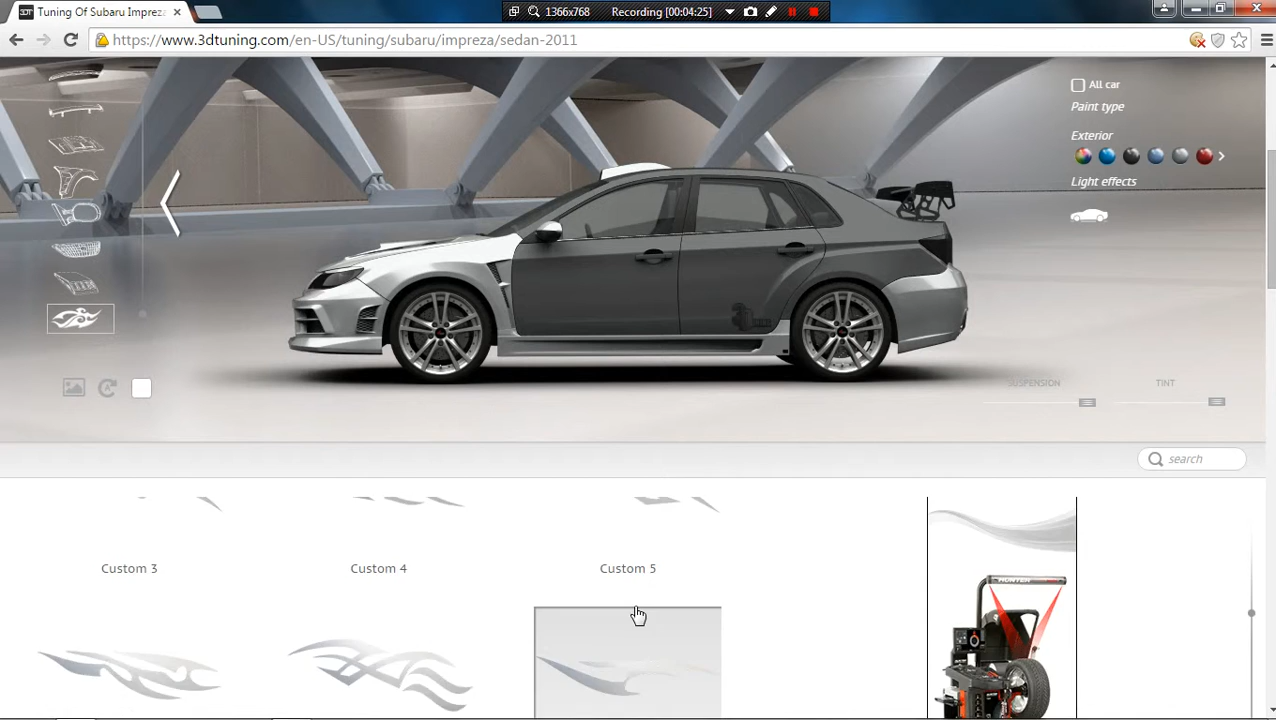 Tuning Of Subaru Impreza
1366x768
Recording [00:04:25]
https://www.3dtuning.com/en-US/tuning/subaru/impreza/sedan-2011
All car
Paint type
Exterior
Light effects
SUSPENSION
TINT
search
Custom 3
Custom 4
Custom 5
HUNTER